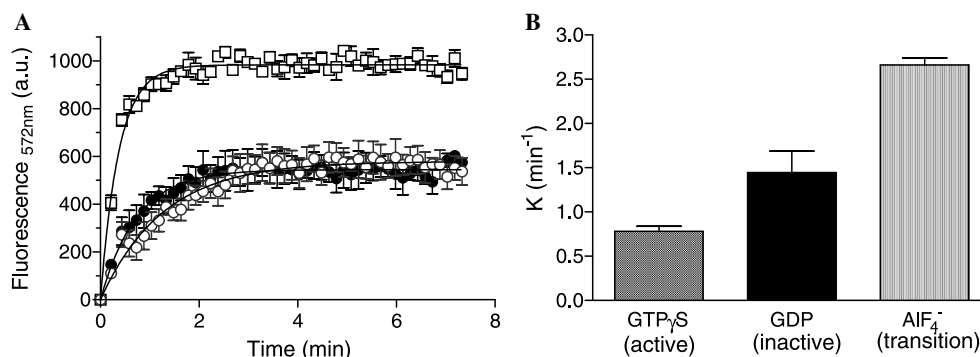 A
Fluorescence 572nm (a.u.)
1000
800
600
400
200
0
0 2 4 6 8
Time (min)
B
K (min-1)
3.0
2.5
2.0
1.5
1.0
0.5
0.0
GTPγS (active)
GDP (inactive)
AlF4- (transition)